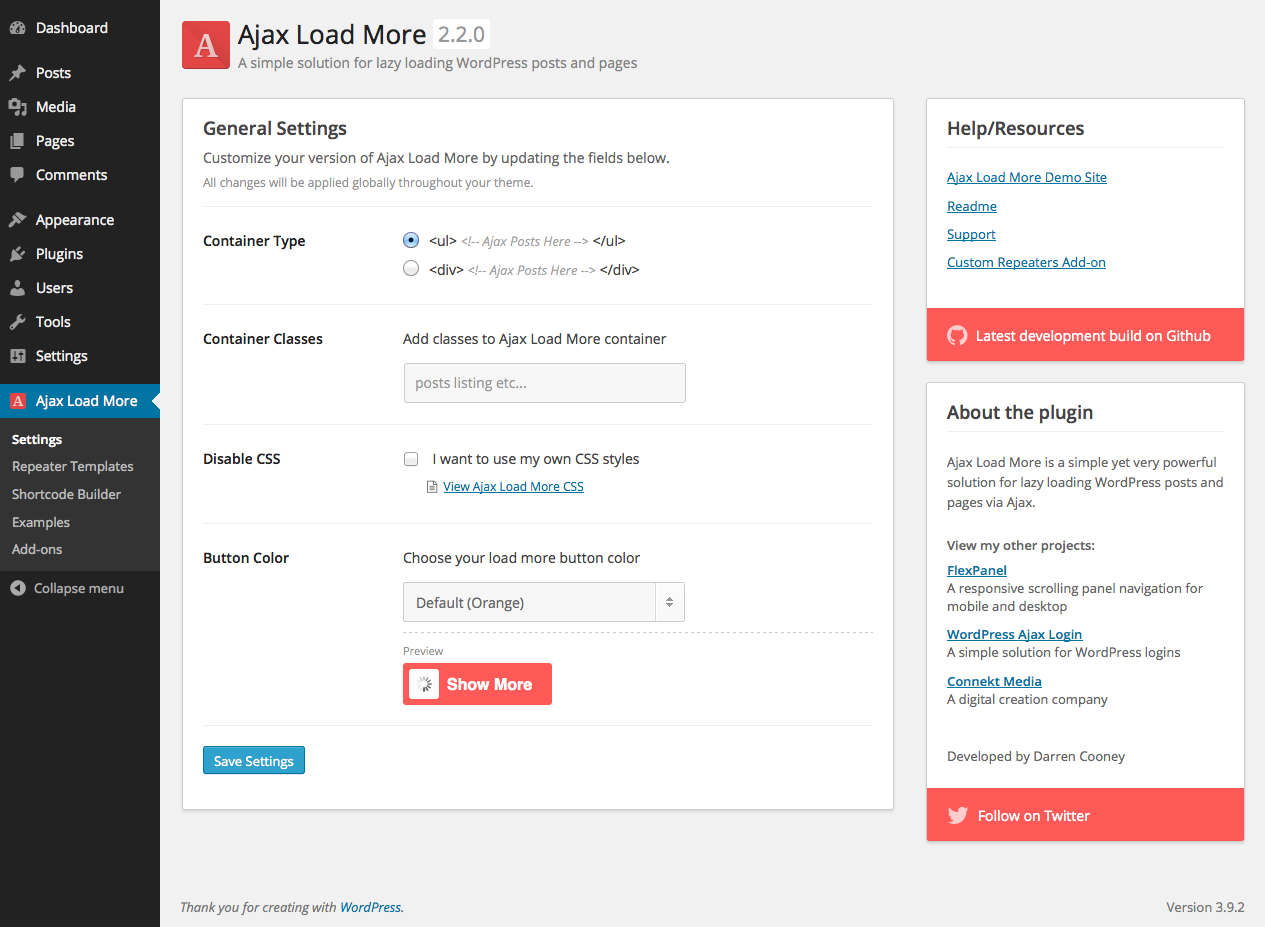 Dashboard
Posts
Media
Pages
Comments
Appearance
Plugins
Users
Tools
Settings
A Ajax Load More
Settings
Repeater Templates
Shortcode Builder
Examples
Add-ons
Collapse menu
A
Ajax Load More 2.2.0
A simple solution for lazy loading WordPress posts and pages
General Settings
Customize your version of Ajax Load More by updating the fields below.
All changes will be applied globally throughout your theme.
Container Type
<ul> <!-- Ajax Posts Here --> </ul>
<div> <!-- Ajax Posts Here --> </div>
Container Classes
Add classes to Ajax Load More container
posts listing etc...
Disable CSS
I want to use my own CSS styles
View Ajax Load More CSS
Button Color
Choose your load more button color
Default (Orange)
Preview
Show More
Save Settings
Help/Resources
Ajax Load More Demo Site
Readme
Support
Custom Repeaters Add-on
Latest development build on Github
About the plugin
Ajax Load More is a simple yet very powerful
solution for lazy loading WordPress posts and
pages via Ajax.
View my other projects:
FlexPanel
A responsive scrolling panel navigation for
mobile and desktop
WordPress Ajax Login
A simple solution for WordPress logins
Connekt Media
A digital creation company
Developed by Darren Cooney
Follow on Twitter
Thank you for creating with WordPress.
Version 3.9.2